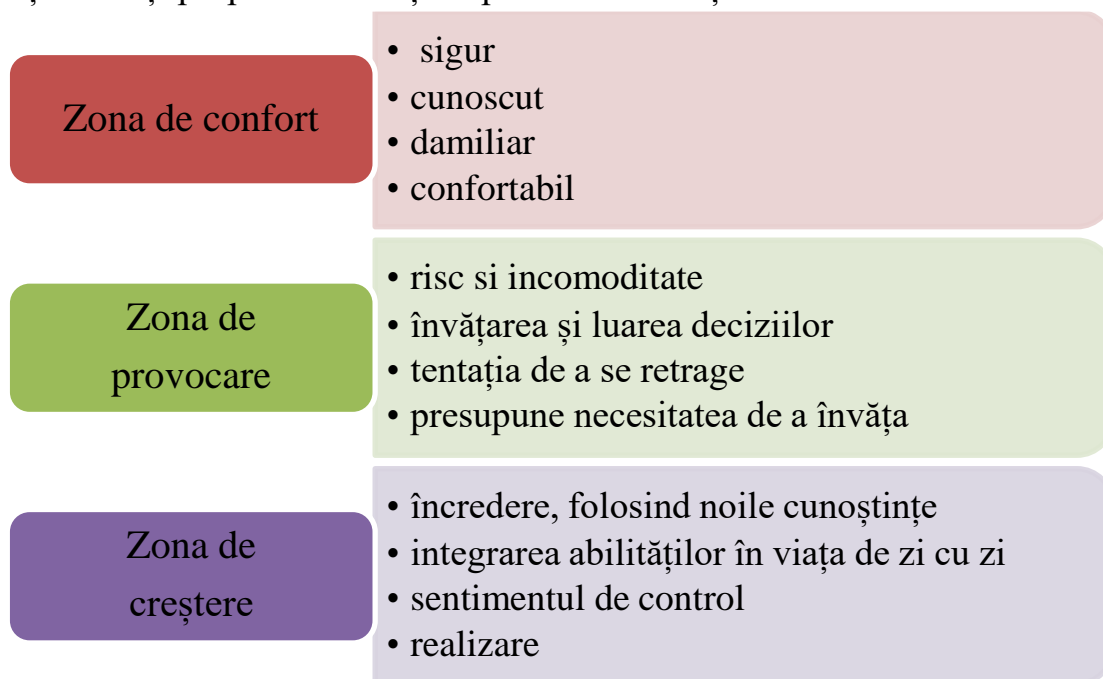 Zona de confort
• sigur
• cunoscut
• damiliar
• confortabil
Zona de
provocare
• risc si incomoditate
• învățarea și luarea deciziilor
• tentația de a se retrage
• presupune necesitatea de a învăța
Zona de
creștere
• încredere, folosind noile cunoștințe
• integrarea abilităților în viața de zi cu zi
• sentimentul de control
• realizare